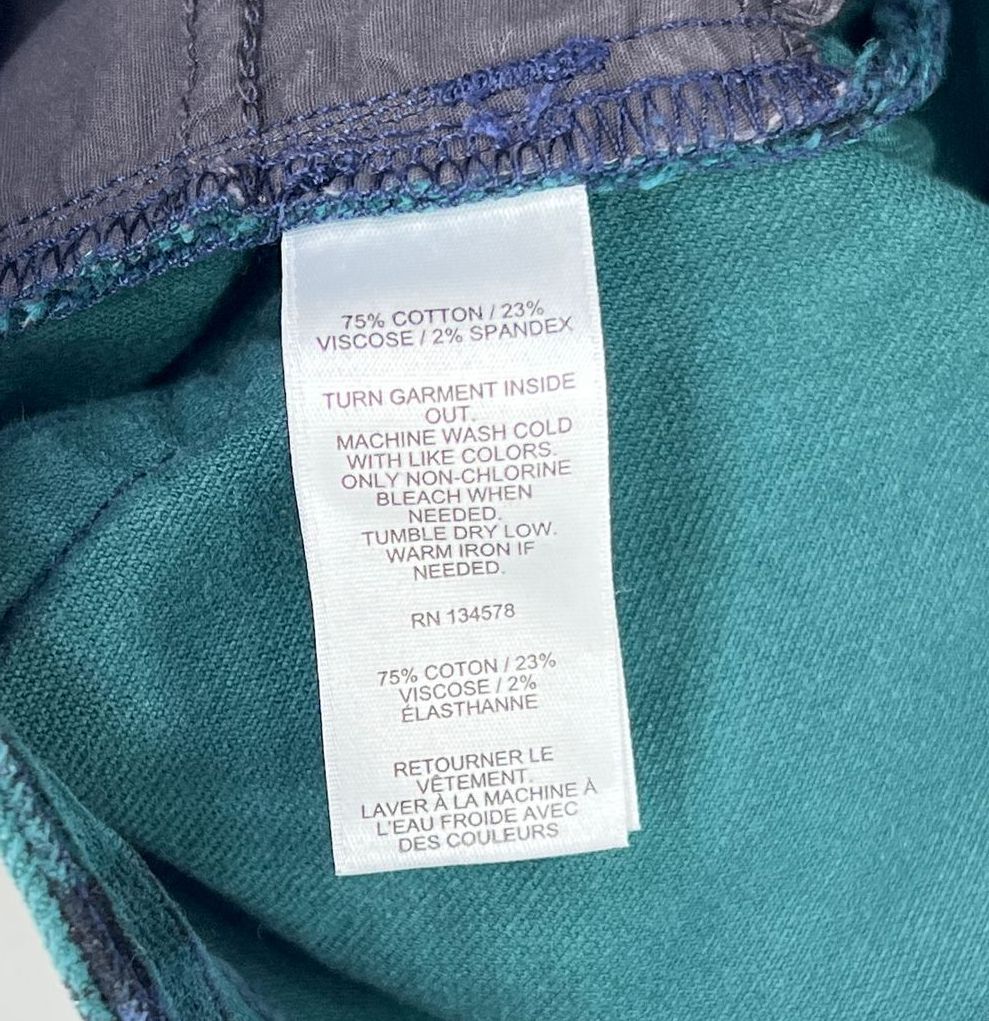 75% COTTON / 23%
VISCOSE / 2% SPANDEX
TURN GARMENT INSIDE
OUT.
MACHINE WASH COLD
WITH LIKE COLORS.
ONLY NON-CHLORINE
BLEACH WHEN
NEEDED.
TUMBLE DRY LOW.
WARM IRON IF
NEEDED.
RN 134578
75% COTON / 23%
VISCOSE / 2%
ÉLASTHANNE
RETOURNER LE
VÊTEMENT.
LAVER À LA MACHINE À
L'EAU FROIDE AVEC
DES COULEURS